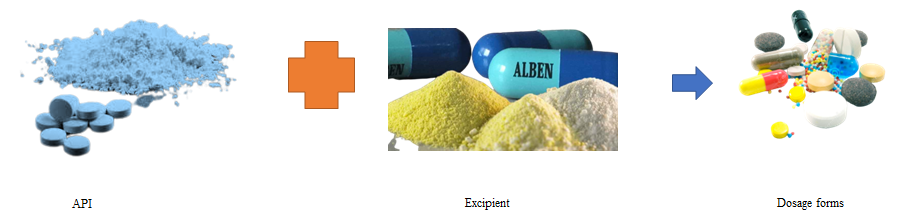 EN
ALBEN
API
Excipient
Dosage forms